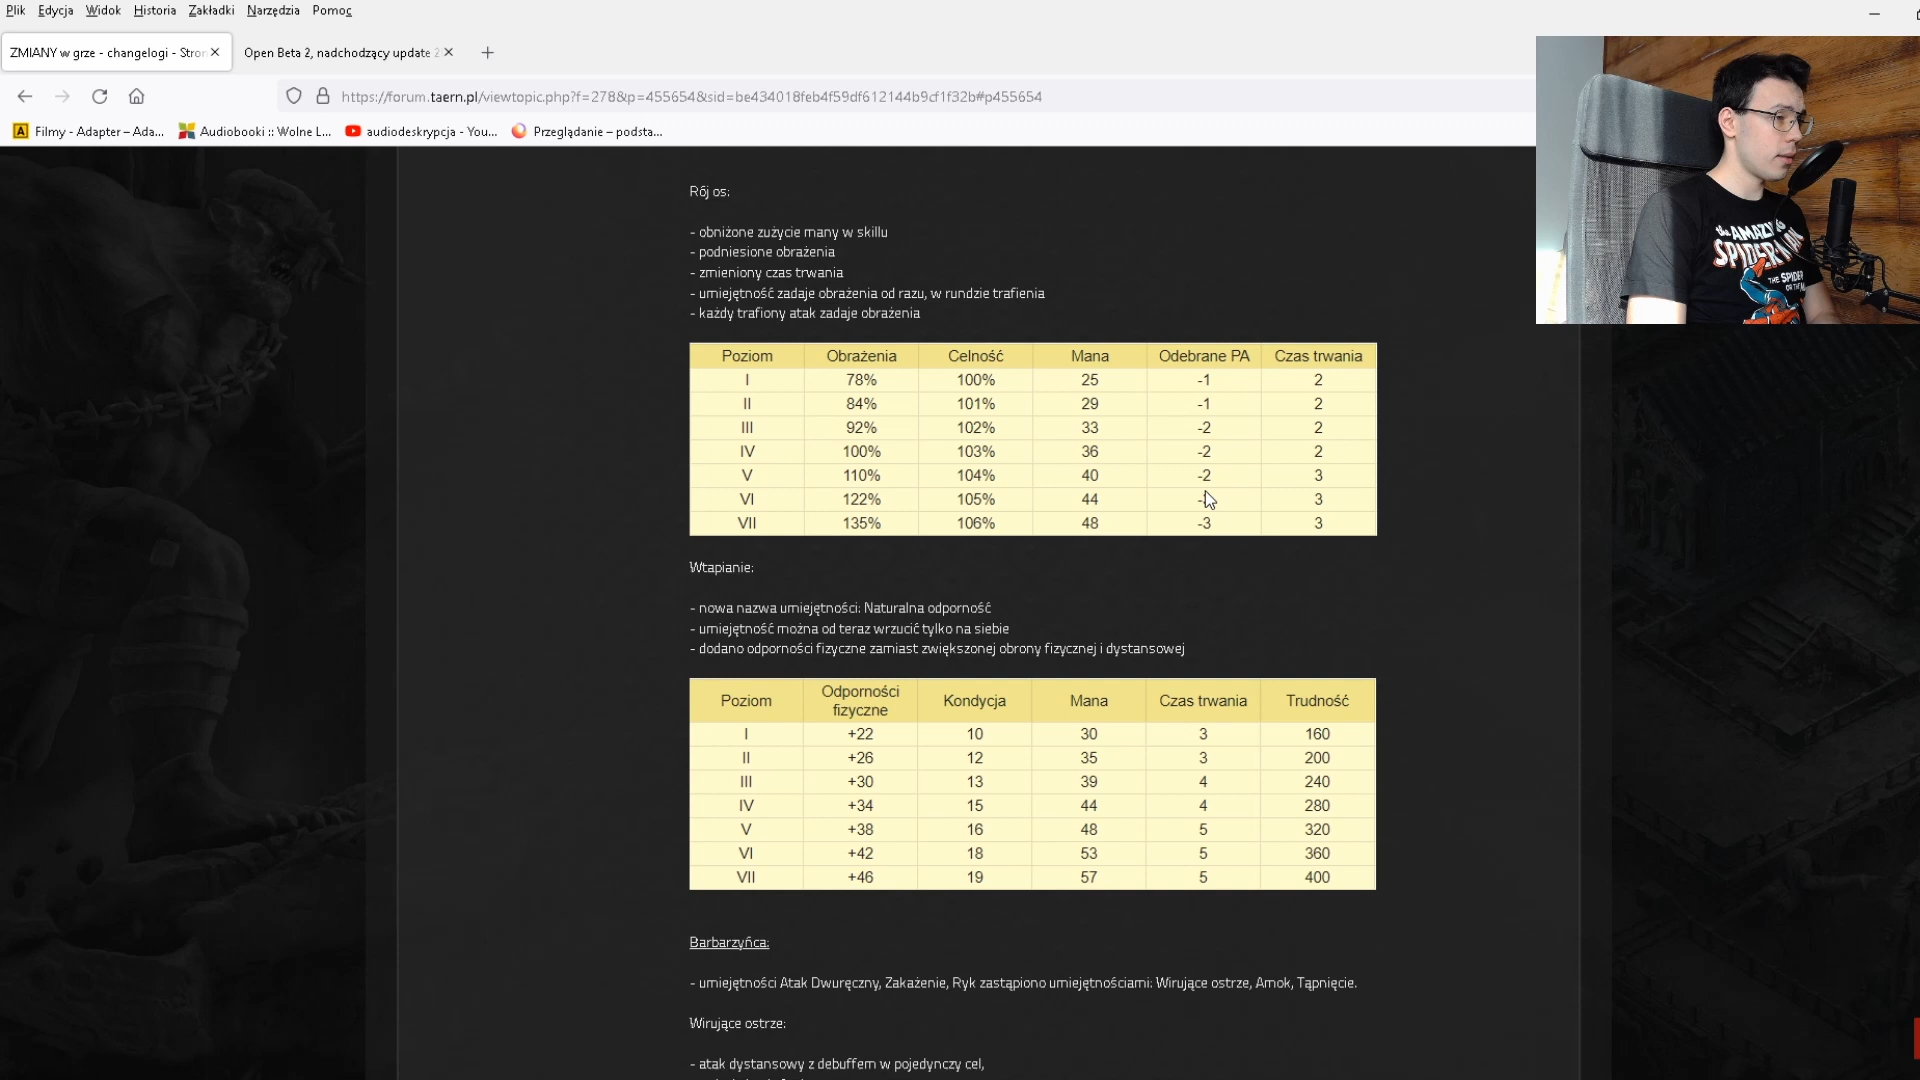 Plik Edycja Widok Historia Zakładki Narzędzia Pomoc
ZMIANY w grze - changelogi - Stron
Open Beta 2, nadchodzący update 2
https://forum.taern.pl/viewtopic.php?f=278&p=455654&sid=be434018feb4f59df612144b9cf1f32b#p455654
Filmy - Adapter – Ada... Audiobooki :: Wolne L... audiodeskrypcja - You... Przeglądanie – podsta...
the AMAZING
SPIDER-MAN
THE SPIDER
Rój os:
- obniżone zużycie many w skillu
- podniesione obrażenia
- zmieniony czas trwania
- umiejętność zadaje obrażenia od razu, w rundzie trafienia
- każdy trafiony atak zadaje obrażenia
Poziom Obrażenia Celność Mana Odebrane PA Czas trwania
I 78% 100% 25 -1 2
II 84% 101% 29 -1 2
III 92% 102% 33 -2 2
IV 100% 103% 36 -2 2
V 110% 104% 40 -2 3
VI 122% 105% 44 3
VII 135% 106% 48 -3 3
Wtapianie:
- nowa nazwa umiejętności: Naturalna odporność
- umiejętność można od teraz wrzucić tylko na siebie
- dodano odporności fizyczne zamiast zwiększonej obrony fizycznej i dystansowej
Poziom Odporności fizyczne Kondycja Mana Czas trwania Trudność
I +22 10 30 3 160
II +26 12 35 3 200
III +30 13 39 4 240
IV +34 15 44 4 280
V +38 16 48 5 320
VI +42 18 53 5 360
VII +46 19 57 5 400
Barbarzyńca:
- umiejętności Atak Dwuręczny, Zakażenie, Ryk zastąpiono umiejętnościami: Wirujące ostrze, Amok, Tąpnięcie.
Wirujące ostrze:
- atak dystansowy z debuffem w pojedynczy cel,